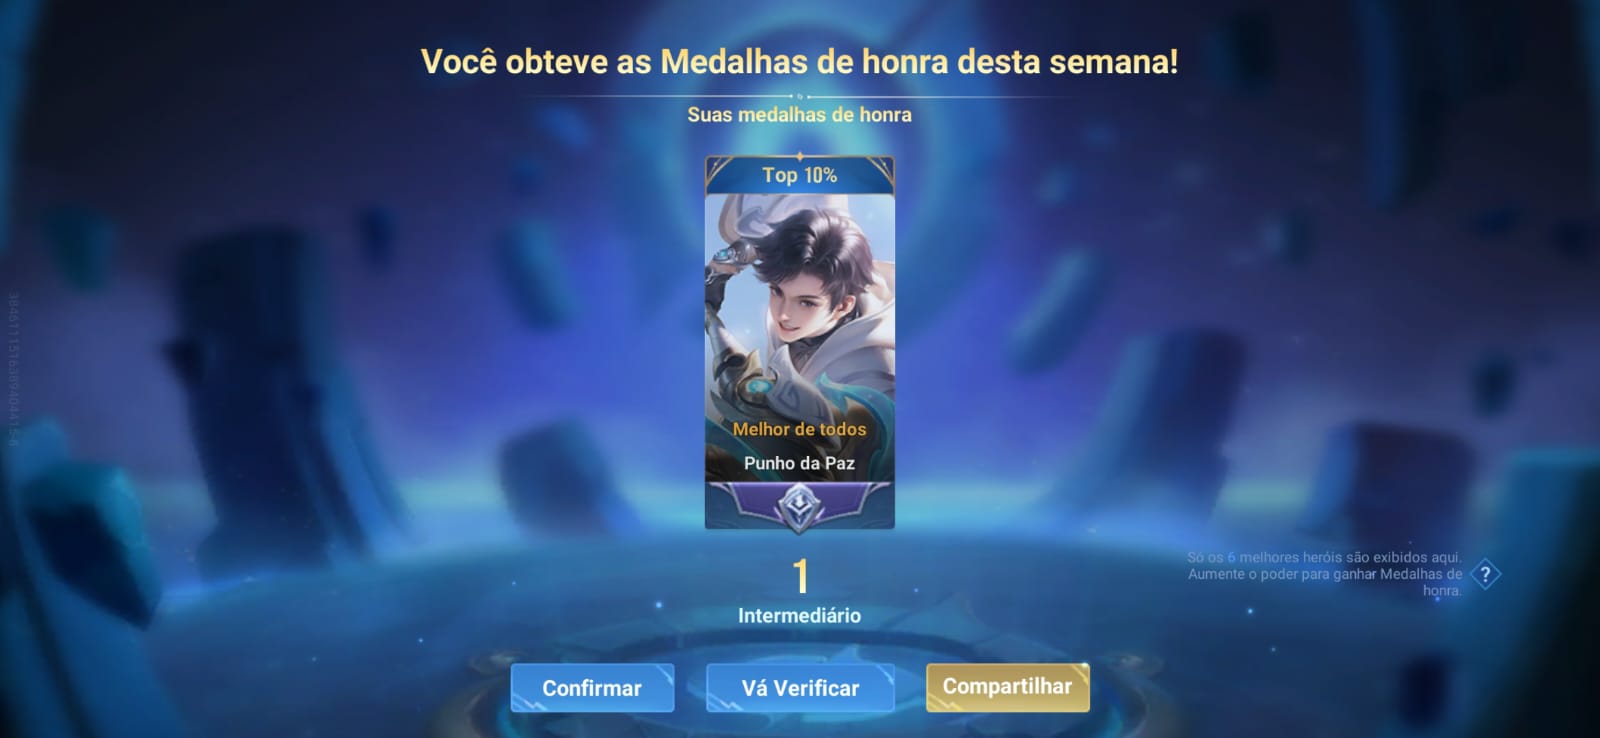 Você obteve as Medalhas de honra desta semana!
Suas medalhas de honra
Top 10%
Melhor de todos
Punho da Paz
1
Intermediário
Só os 6 melhores heróis são exibidos aqui.
Aumente o poder para ganhar Medalhas de
honra.
?
Confirmar
Vá Verificar
Compartilhar